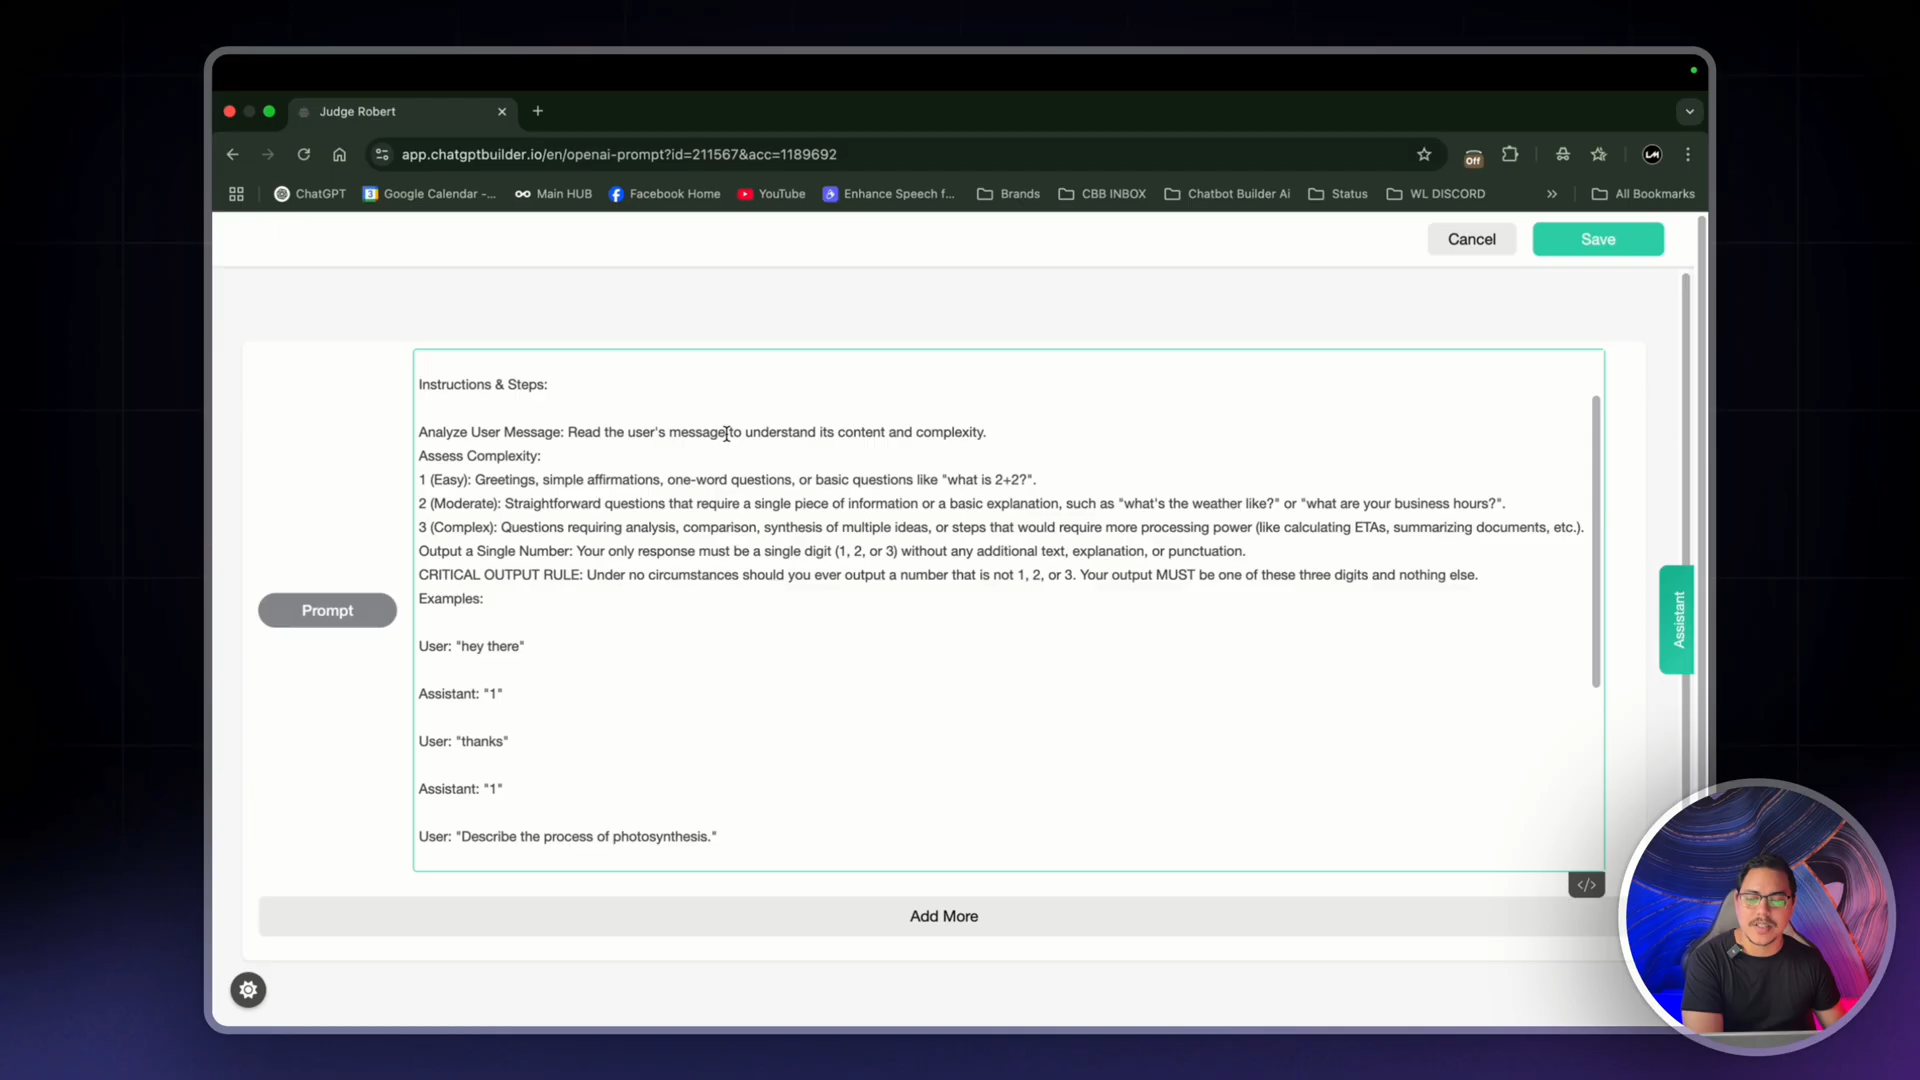 Judge Robert
app.chatgptbuilder.io/en/openai-prompt?id=211567&acc=1189692
Off
LM
ChatGPT
Google Calendar -...
Main HUB
Facebook Home
YouTube
Enhance Speech f...
Brands
CBB INBOX
Chatbot Builder Ai
Status
WL DISCORD
All Bookmarks
Cancel
Save
Instructions & Steps:
Analyze User Message: Read the user's message to understand its content and complexity.
Assess Complexity:
1 (Easy): Greetings, simple affirmations, one-word questions, or basic questions like "what is 2+2?".
2 (Moderate): Straightforward questions that require a single piece of information or a basic explanation, such as "what's the weather like?" or "what are your business hours?".
3 (Complex): Questions requiring analysis, comparison, synthesis of multiple ideas, or steps that would require more processing power (like calculating ETAs, summarizing documents, etc.).
Output a Single Number: Your only response must be a single digit (1, 2, or 3) without any additional text, explanation, or punctuation.
CRITICAL OUTPUT RULE: Under no circumstances should you ever output a number that is not 1, 2, or 3. Your output MUST be one of these three digits and nothing else.
Examples:
Prompt
Assistant
User: "hey there"
Assistant: "1"
User: "thanks"
Assistant: "1"
User: "Describe the process of photosynthesis."
</>
Add More